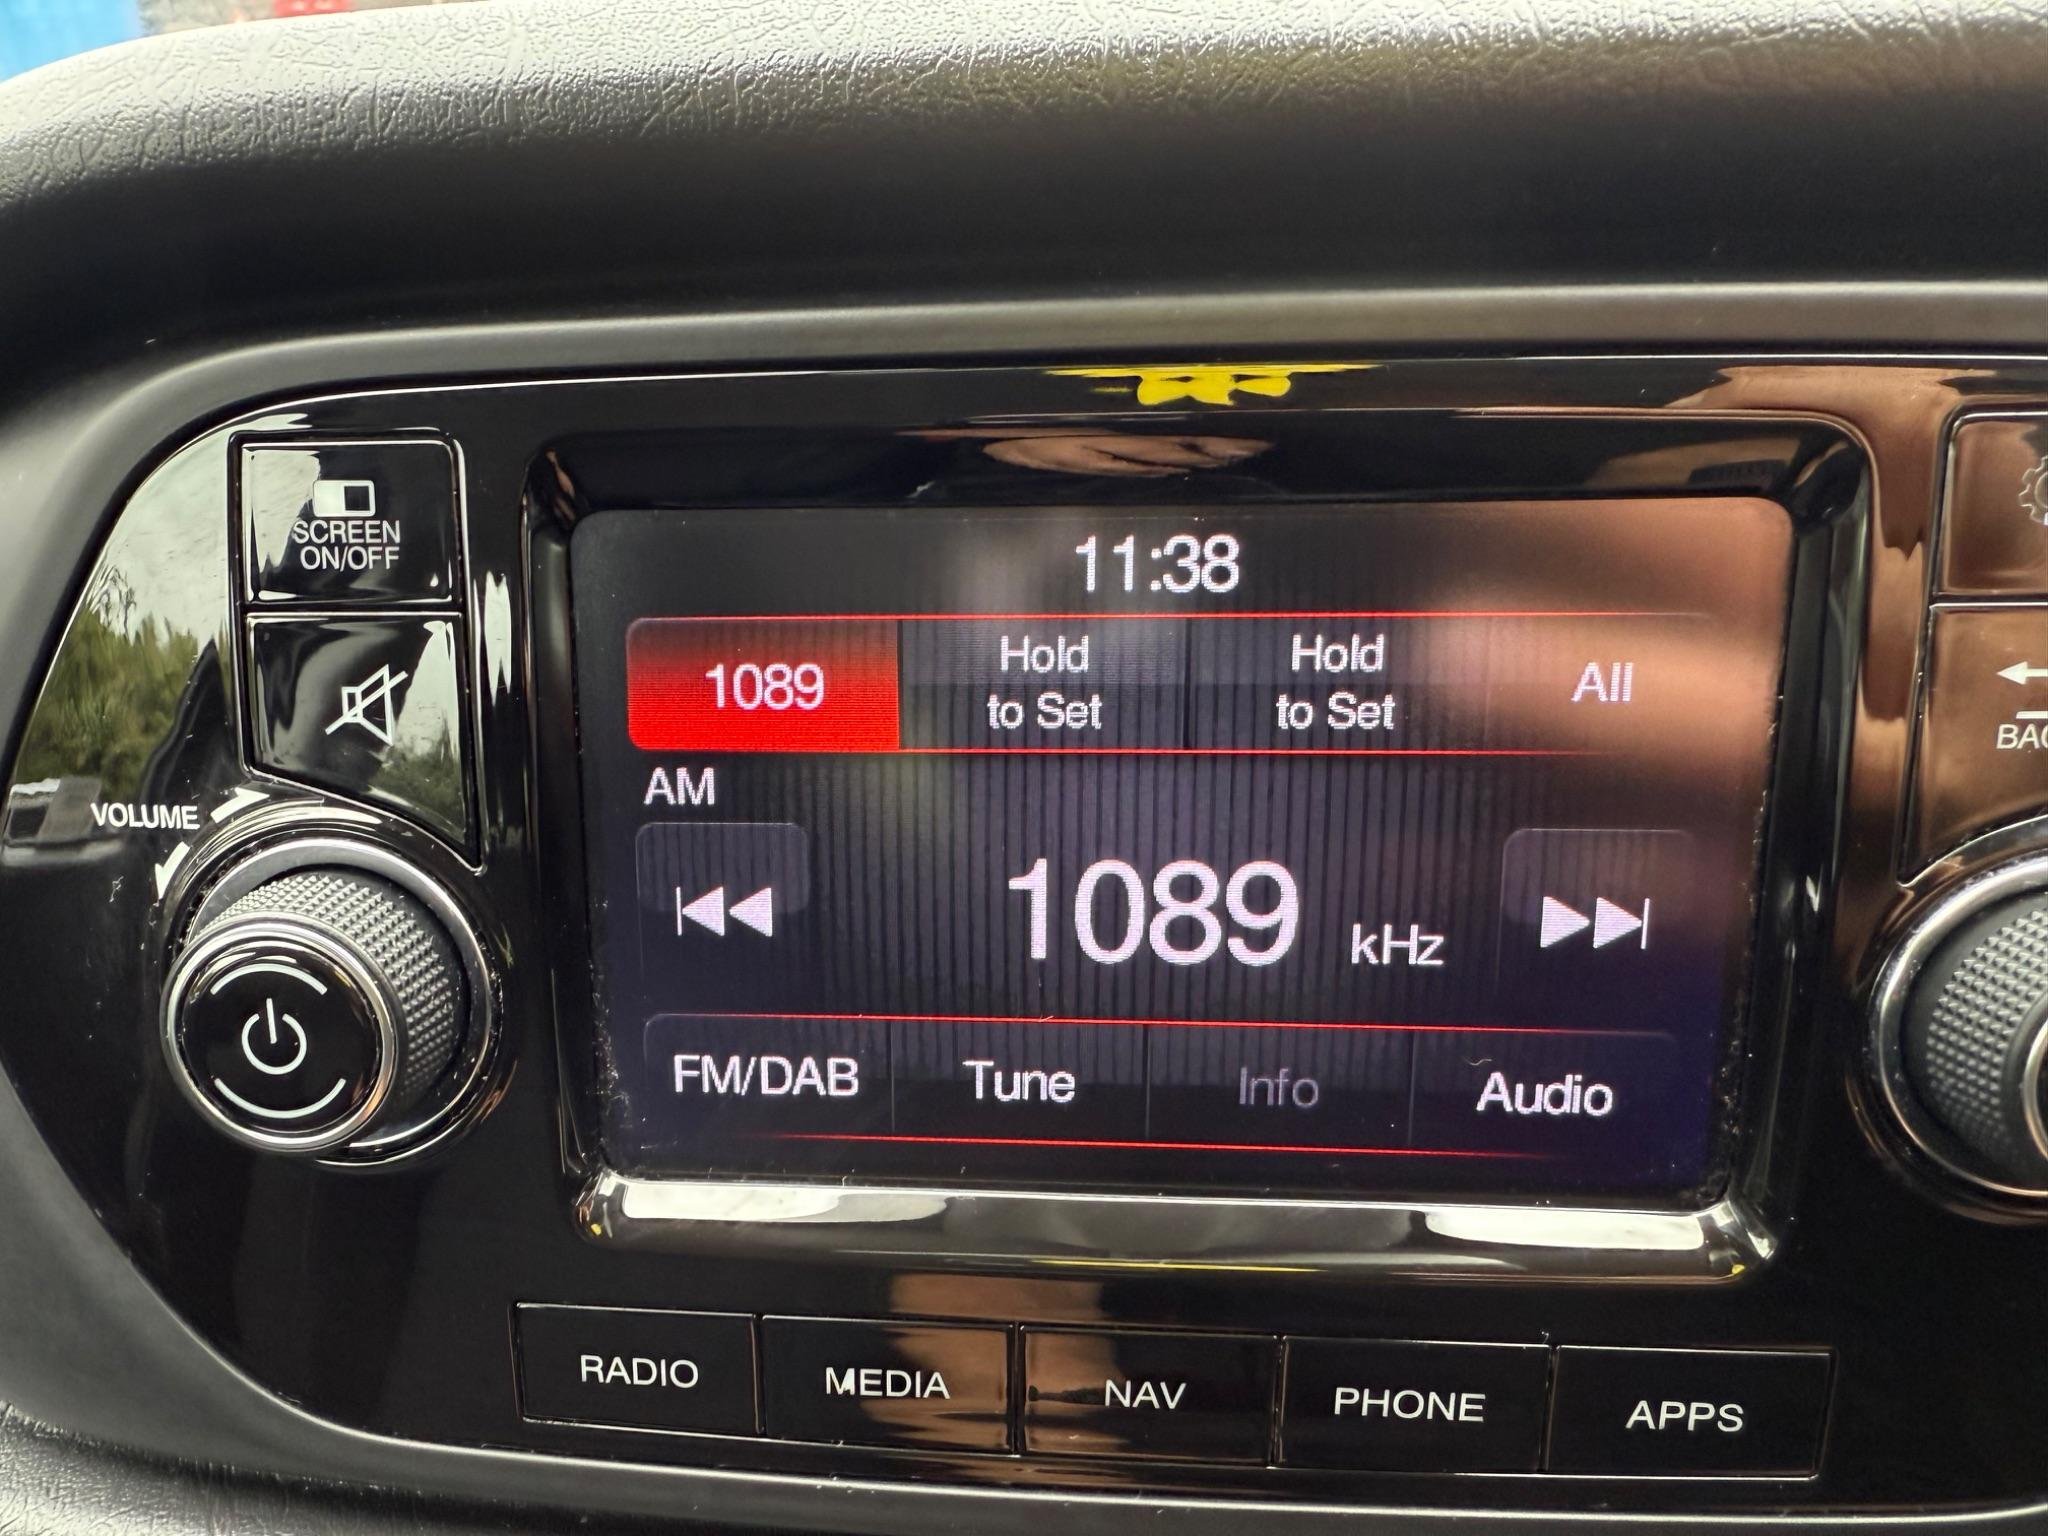 SCREEN
ON/OFF
VOLUME
11:38
1089
Hold
to Set
Hold
to Set
All
AM
1089 kHz
FM/DAB
Tune
Info
Audio
RADIO
MEDIA
NAV
PHONE
APPS